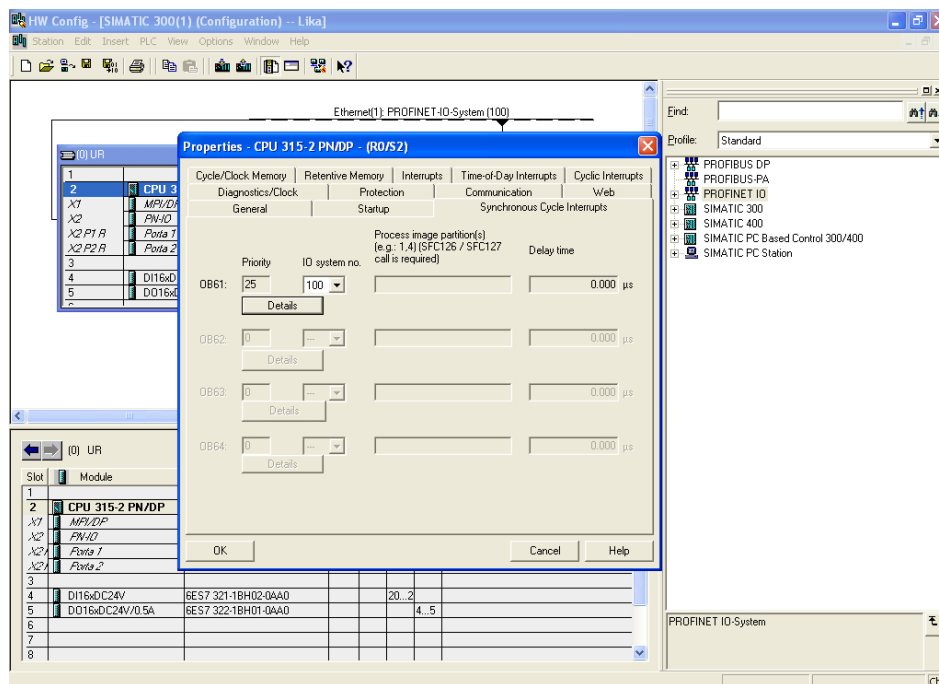 HW Config - [SIMATIC 300(1) (Configuration) -- Lika]
Station Edit Insert PLC View Options Window Help
Ethernet(1): PROFINET-IO-System (100)
(0) UR
1
2 CPU 3
X1 MPI/DP
X2 PN-IO
X2 P1 R Porta 1
X2 P2 R Porta 2
3
4 DI16xD
5 DO16xD
Properties - CPU 315-2 PN/DP - (R0/S2)
Cycle/Clock Memory Retentive Memory Interrupts Time-of-Day Interrupts Cyclic Interrupts
Diagnostics/Clock Protection Communication Web
General Startup Synchronous Cycle Interrupts
Priority IO system no. Process image partition(s)
(e.g.: 1,4) (SFC126 / SFC127
call is required) Delay time
OB61: 25 100 0.000 µs
Details
OB62: 0 --- 0.000 µs
Details
OB63: 0 --- 0.000 µs
Details
OB64: 0 --- 0.000 µs
Details
OK Cancel Help
Find:
Profile: Standard
PROFIBUS DP
PROFIBUS-PA
PROFINET IO
SIMATIC 300
SIMATIC 400
SIMATIC PC Based Control 300/400
SIMATIC PC Station
(0) UR
Slot Module
1
2 CPU 315-2 PN/DP
X1 MPI/DP
X2 PN-IO
X2 Porta 1
X2 Porta 2
3
4 DI16xDC24V 6ES7 321-1BH02-0AA0 20...2
5 DO16xDC24V/0.5A 6ES7 322-1BH01-0AA0 4...5
6
7
8
PROFINET IO-System